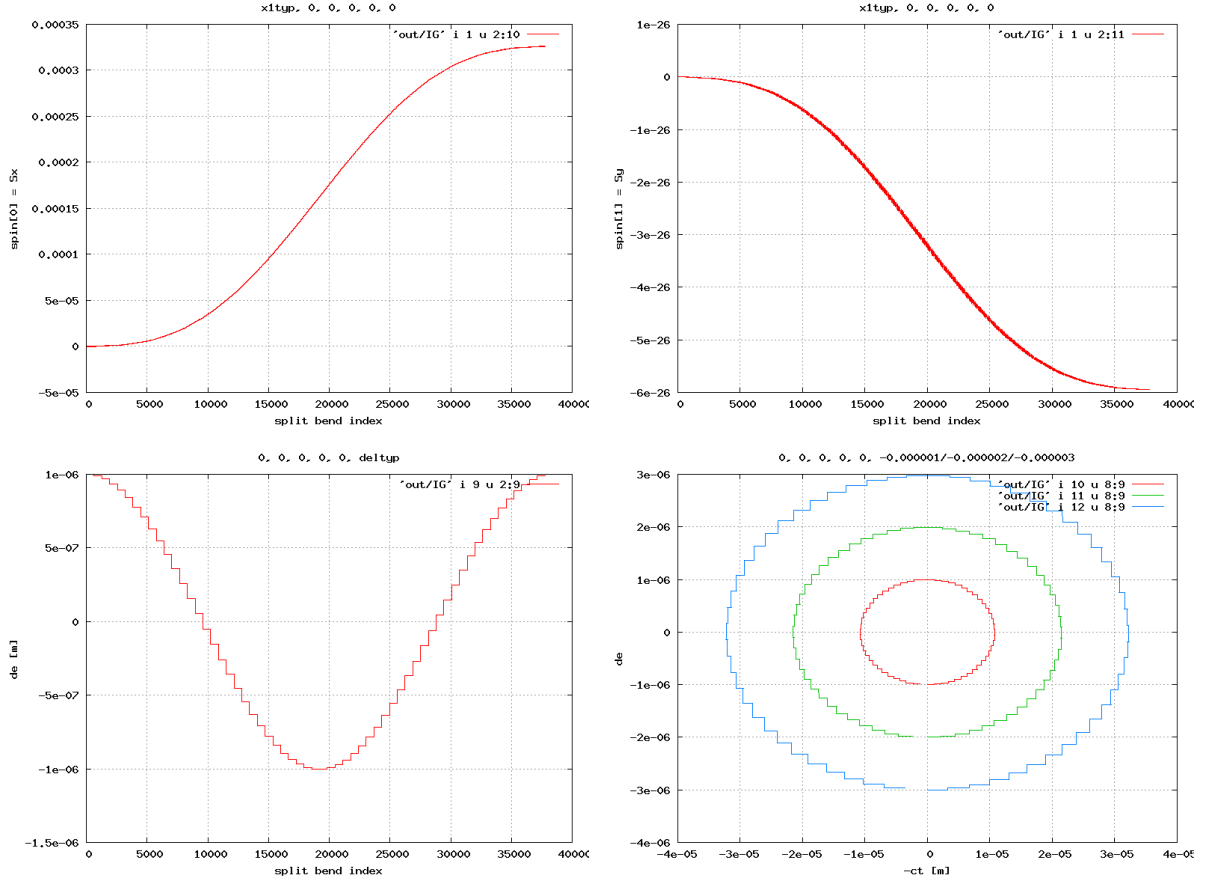 x1typ, 0, 0, 0, 0, 0
'out/IG' i 1 u 2:10
0.00035
0.0003
0.00025
0.0002
0.00015
0.0001
5e-05
0
-5e-05
spin[0] = Sx
0 5000 10000 15000 20000 25000 30000 35000 40000
split bend index
x1typ, 0, 0, 0, 0, 0
'out/IG' i 1 u 2:11
1e-26
0
-1e-26
-2e-26
-3e-26
-4e-26
-5e-26
-6e-26
spin[1] = Sy
0 5000 10000 15000 20000 25000 30000 35000 40000
split bend index
0, 0, 0, 0, 0, deltyp
'out/IG' i 9 u 2:9
1e-06
5e-07
0
-5e-07
-1e-06
-1.5e-06
de [m]
0 5000 10000 15000 20000 25000 30000 35000 40000
split bend index
0, 0, 0, 0, 0, -0.000001/-0.000002/-0.000003
'out/IG' i 10 u 8:9
'out/IG' i 11 u 8:9
'out/IG' i 12 u 8:9
3e-06
2e-06
1e-06
0
-1e-06
-2e-06
-3e-06
-4e-06
de
-4e-05 -3e-05 -2e-05 -1e-05 0 1e-05 2e-05 3e-05 4e-05
-ct [m]